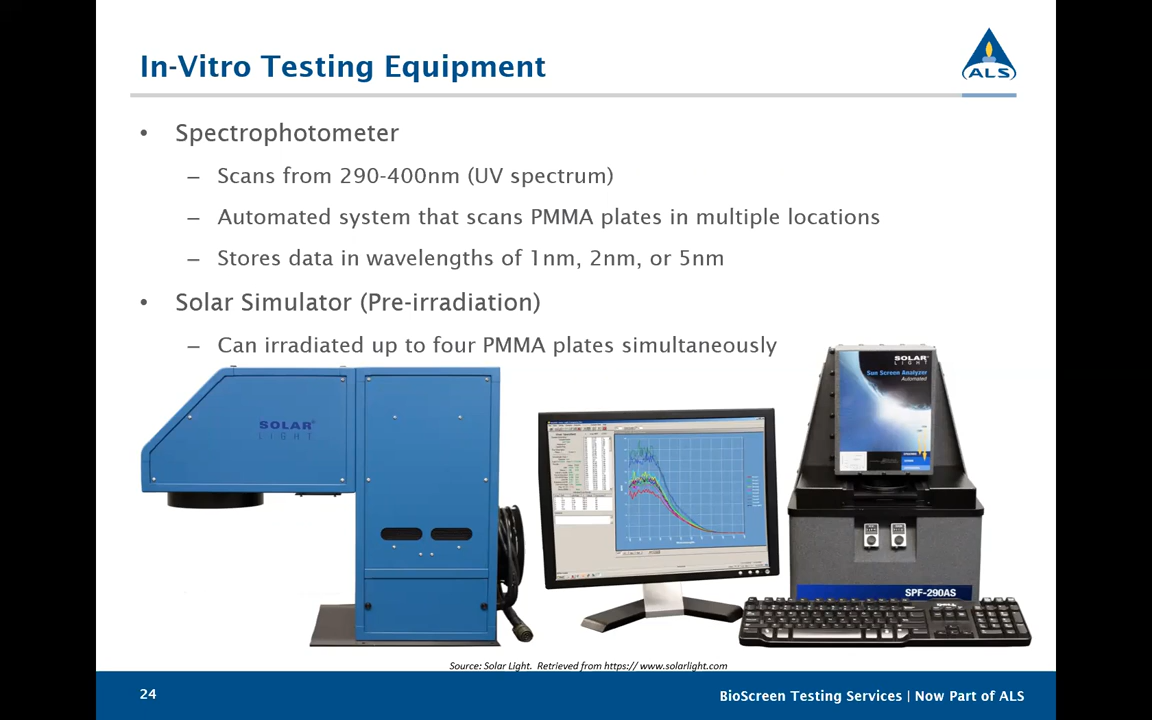 In-Vitro Testing Equipment
ALS
• Spectrophotometer
– Scans from 290-400nm (UV spectrum)
– Automated system that scans PMMA plates in multiple locations
– Stores data in wavelengths of 1nm, 2nm, or 5nm
• Solar Simulator (Pre-irradiation)
– Can irradiated up to four PMMA plates simultaneously
SOLAR®
LIGHT
SOLAR
LIGHT
Sun Screen Analyzer
Automated
SPF-290AS
DELL
Source: Solar Light. Retrieved from https:// www.solarlight.com
24
BioScreen Testing Services | Now Part of ALS